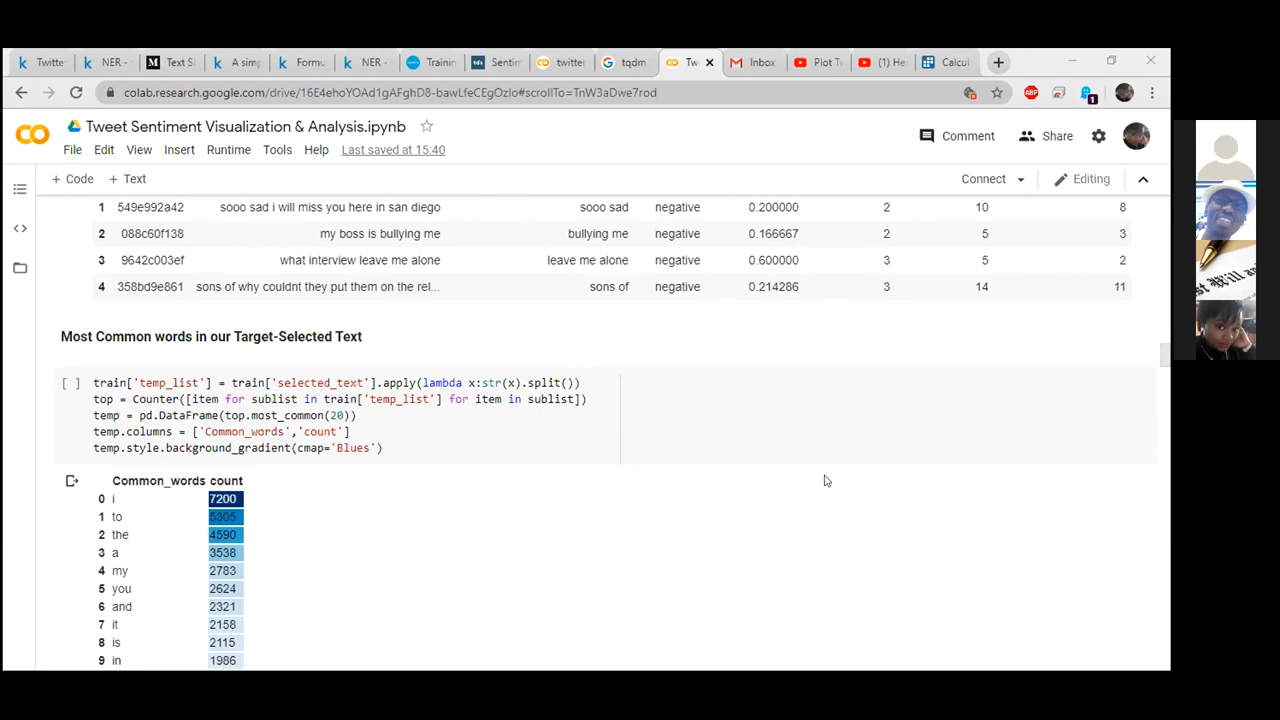 Twitte
NER -
Text S
A simp
Formu
NER -
Trainin
Sentin
twitter
tqdm
Tw
Inbox
Plot T
(1) He
Calcul
colab.research.google.com/drive/16E4ehoYOAd1gAFghD8-bawLfeCEgOzlo#scrollTo=TnW3aDwe7rod
ABP
1
Tweet Sentiment Visualization & Analysis.ipynb
Comment
Share
File Edit View Insert Runtime Tools Help Last saved at 15:40
+ Code + Text
Connect
Editing
1 549e992a42 sooo sad i will miss you here in san diego sooo sad negative 0.200000 2 10 8
2 088c60f138 my boss is bullying me bullying me negative 0.166667 2 5 3
3 9642c003ef what interview leave me alone leave me alone negative 0.600000 3 5 2
4 358bd9e861 sons of why couldnt they put them on the rel... sons of negative 0.214286 3 14 11
Most Common words in our Target-Selected Text
[ ] train['temp_list'] = train['selected_text'].apply(lambda x:str(x).split())
top = Counter([item for sublist in train['temp_list'] for item in sublist])
temp = pd.DataFrame(top.most_common(20))
temp.columns = ['Common_words','count']
temp.style.background_gradient(cmap='Blues')
Common_words count
0 i 7200
1 to 5305
2 the 4590
3 a 3538
4 my 2783
5 you 2624
6 and 2321
7 it 2158
8 is 2115
9 in 1986